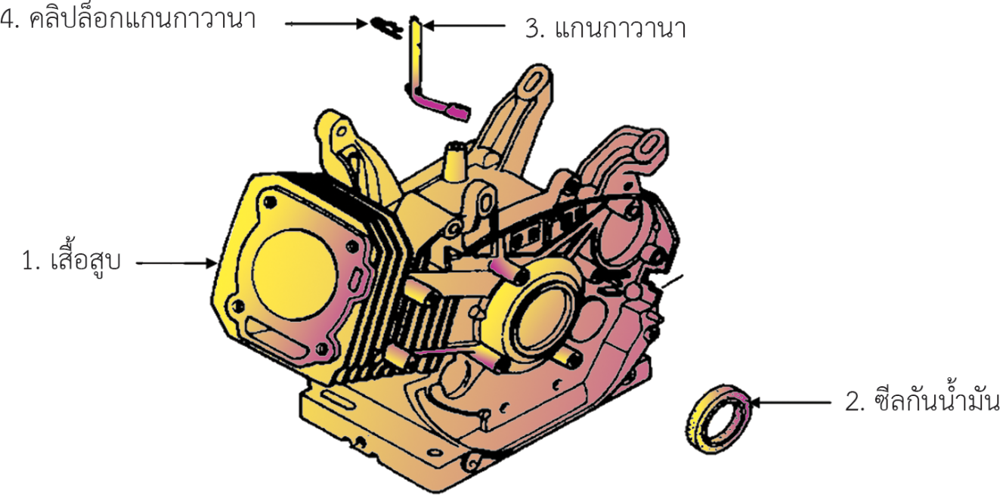 4. คลิปล็อกแกนกาวานา
3. แกนกาวานา
1. เสื้อสูบ
2. ซีลกันน้ำมัน